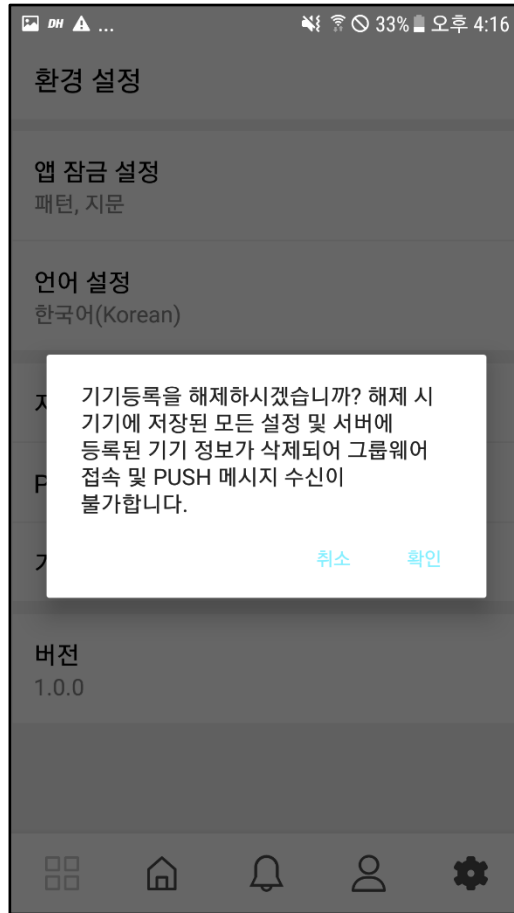 DH ... 33% 오후 4:16
환경 설정
앱 잠금 설정
패턴, 지문
언어 설정
한국어(Korean)
기기등록을 해제하시겠습니까? 해제 시
기기에 저장된 모든 설정 및 서버에
등록된 기기 정보가 삭제되어 그룹웨어
접속 및 PUSH 메시지 수신이
불가합니다.
취소 확인
버전
1.0.0